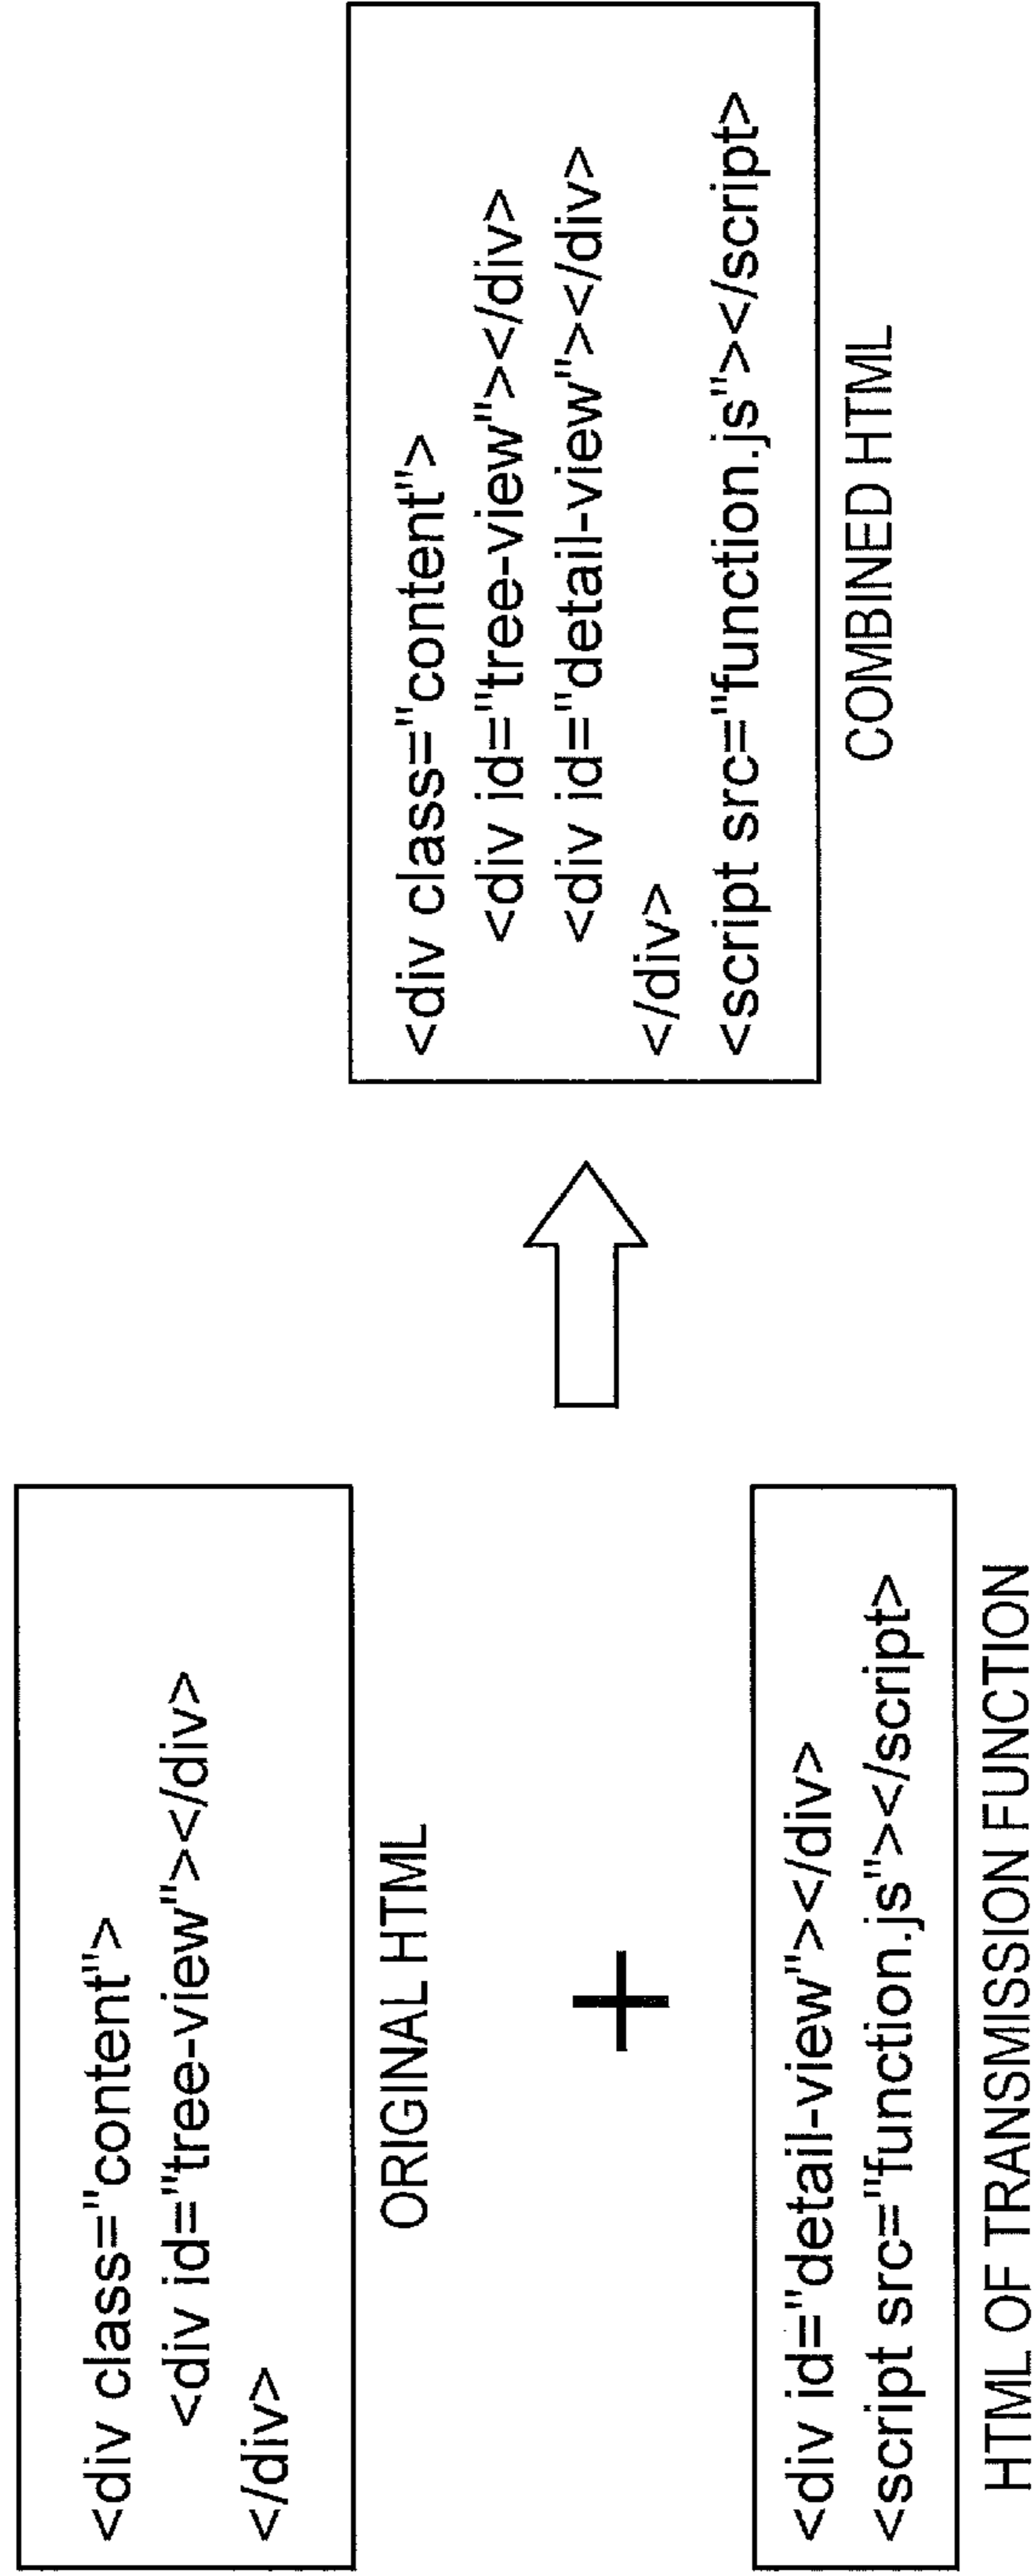 <div class="content">
<div id="tree-view"></div>
</div>
ORIGINAL HTML
+
<div id="detail-view"></div>
<script src="function.js"></script>
HTML OF TRANSMISSION FUNCTION
<div class="content">
<div id="tree-view"></div>
<div id="detail-view"></div>
</div>
<script src="function.js"></script>
COMBINED HTML